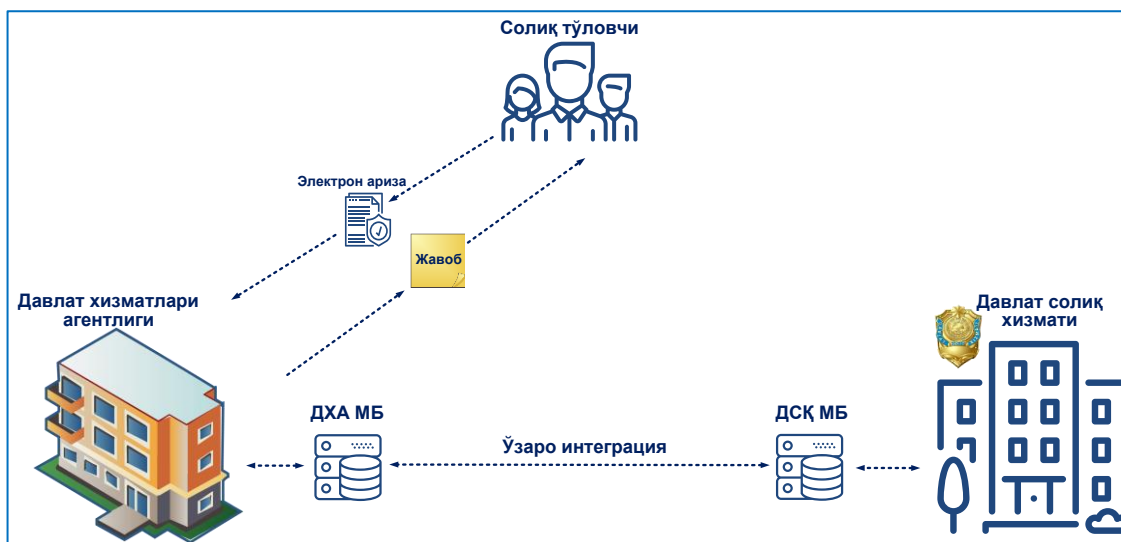 Солиқ тўловчи
Электрон ариза
Жавоб
Давлат хизматлари
агентлиги
Давлат солиқ
хизмати
ДХА МБ
ДСҚ МБ
Ўзаро интеграция